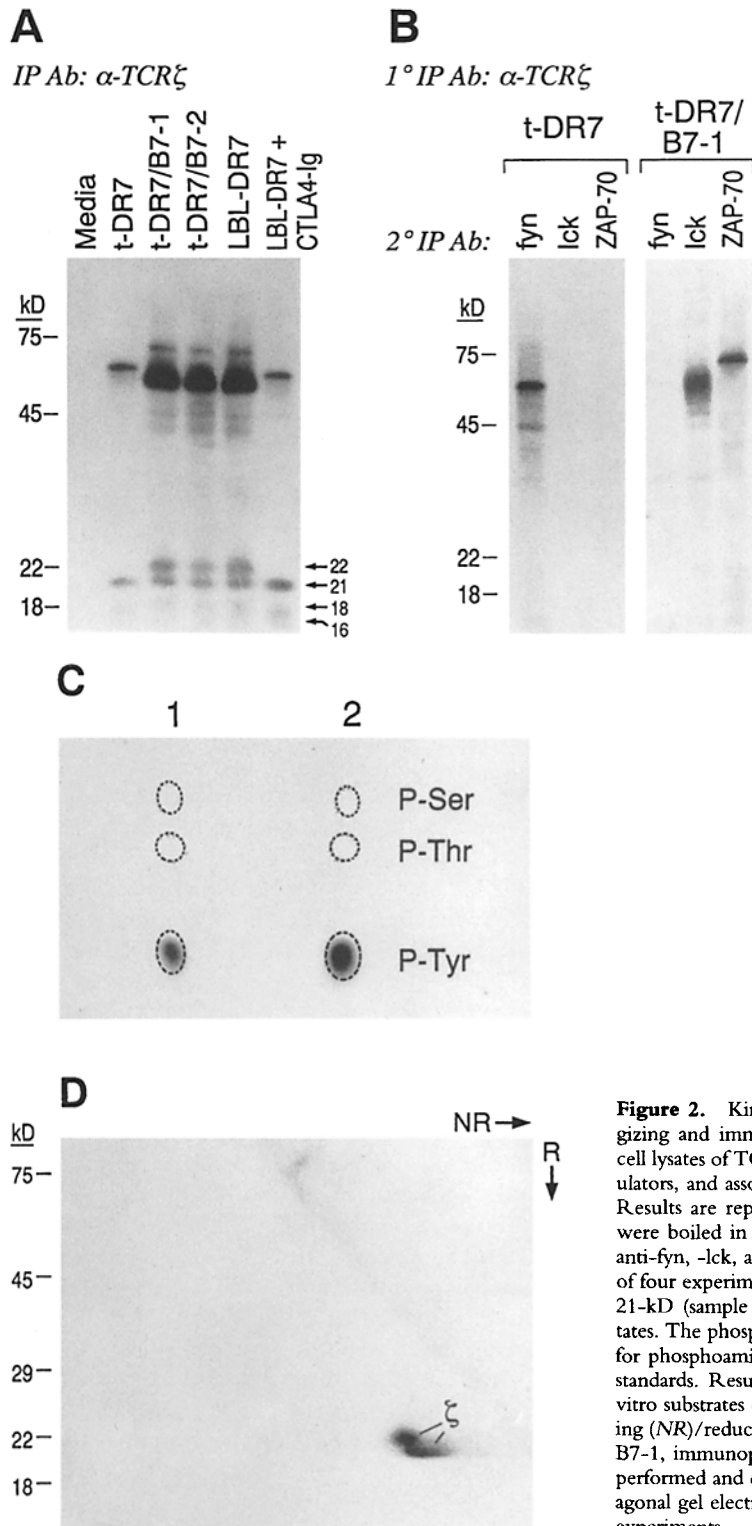 A
IP Ab: α-TCRζ
Media
t-DR7
t-DR7/B7-1
t-DR7/B7-2
LBL-DR7
LBL-DR7 +
CTLA4-Ig
kD
75
45
22
18
22
21
18
16
B
1° IP Ab: α-TCRζ
t-DR7
t-DR7/
B7-1
2° IP Ab:
fyn
lck
ZAP-70
fyn
lck
ZAP-70
kD
75
45
22
18
C
1 2
P-Ser
P-Thr
P-Tyr
D
NR
R
kD
75
45
29
22
18
ζ
Figure 2. Kin
gizing and imm
cell lysates of TC
ulators, and asso
Results are rep
were boiled in
anti-fyn, -lck, a
of four experim
21-kD (sample
tates. The phosp
for phosphoami
standards. Resu
vitro substrates
ing (NR)/reduc
B7-1, immunop
performed and
agonal gel elect